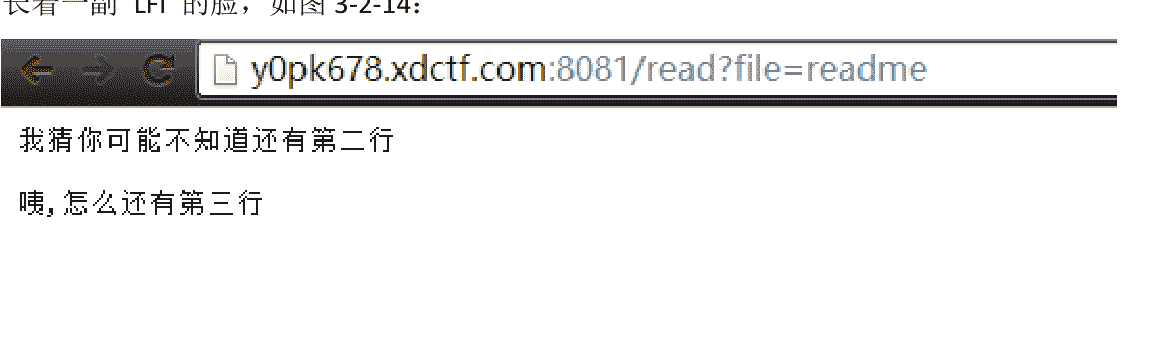 长着一副 LFI 的脸，如图 3-2-14：
y0pk678.xdctf.com:8081/read?file=readme
我猜你可能不知道还有第二行
咦,怎么还有第三行